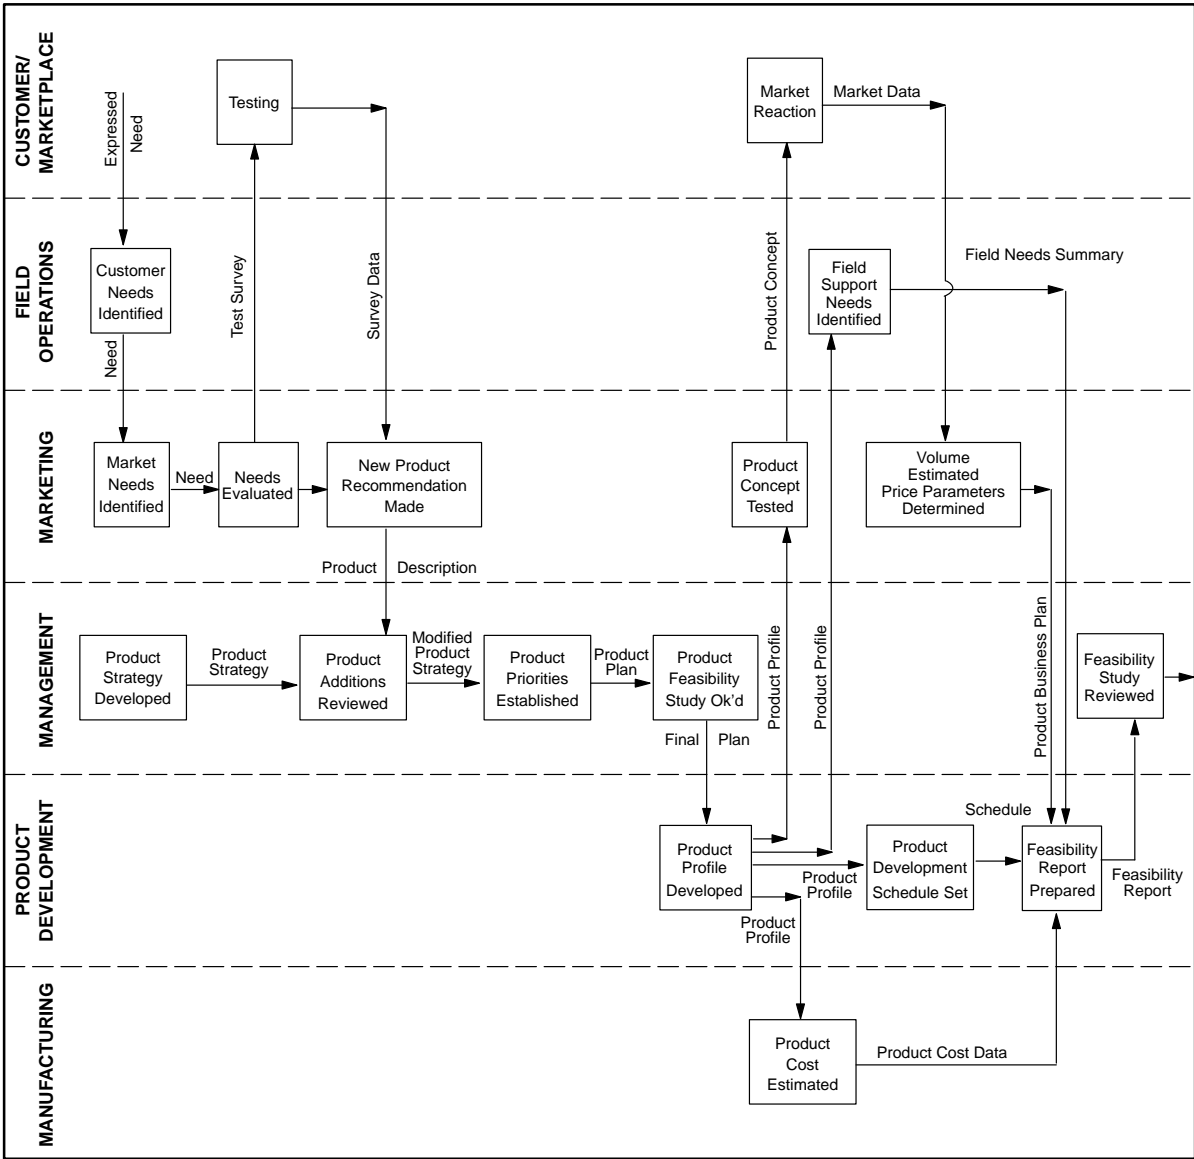 CUSTOMER/
MARKETPLACE
Expressed
Need
Testing
Market
Reaction
Market Data
FIELD
OPERATIONS
Customer
Needs
Identified
Need
Test Survey
Survey Data
Product Concept
Field
Support
Needs
Identified
Field Needs Summary
MARKETING
Market
Needs
Identified
Need
Needs
Evaluated
New Product
Recommendation
Made
Product Description
Product
Concept
Tested
Volume
Estimated
Price Parameters
Determined
MANAGEMENT
Product
Strategy
Developed
Product
Strategy
Product
Additions
Reviewed
Modified
Product
Strategy
Product
Priorities
Established
Product
Plan
Product
Feasibility
Study Ok'd
Final Plan
Product Profile
Product Profile
Product Business Plan
Feasibility
Study
Reviewed
PRODUCT
DEVELOPMENT
Product
Profile
Developed
Product
Profile
Product
Profile
Product
Development
Schedule Set
Schedule
Feasibility
Report
Prepared
Feasibility
Report
MANUFACTURING
Product
Cost
Estimated
Product Cost Data